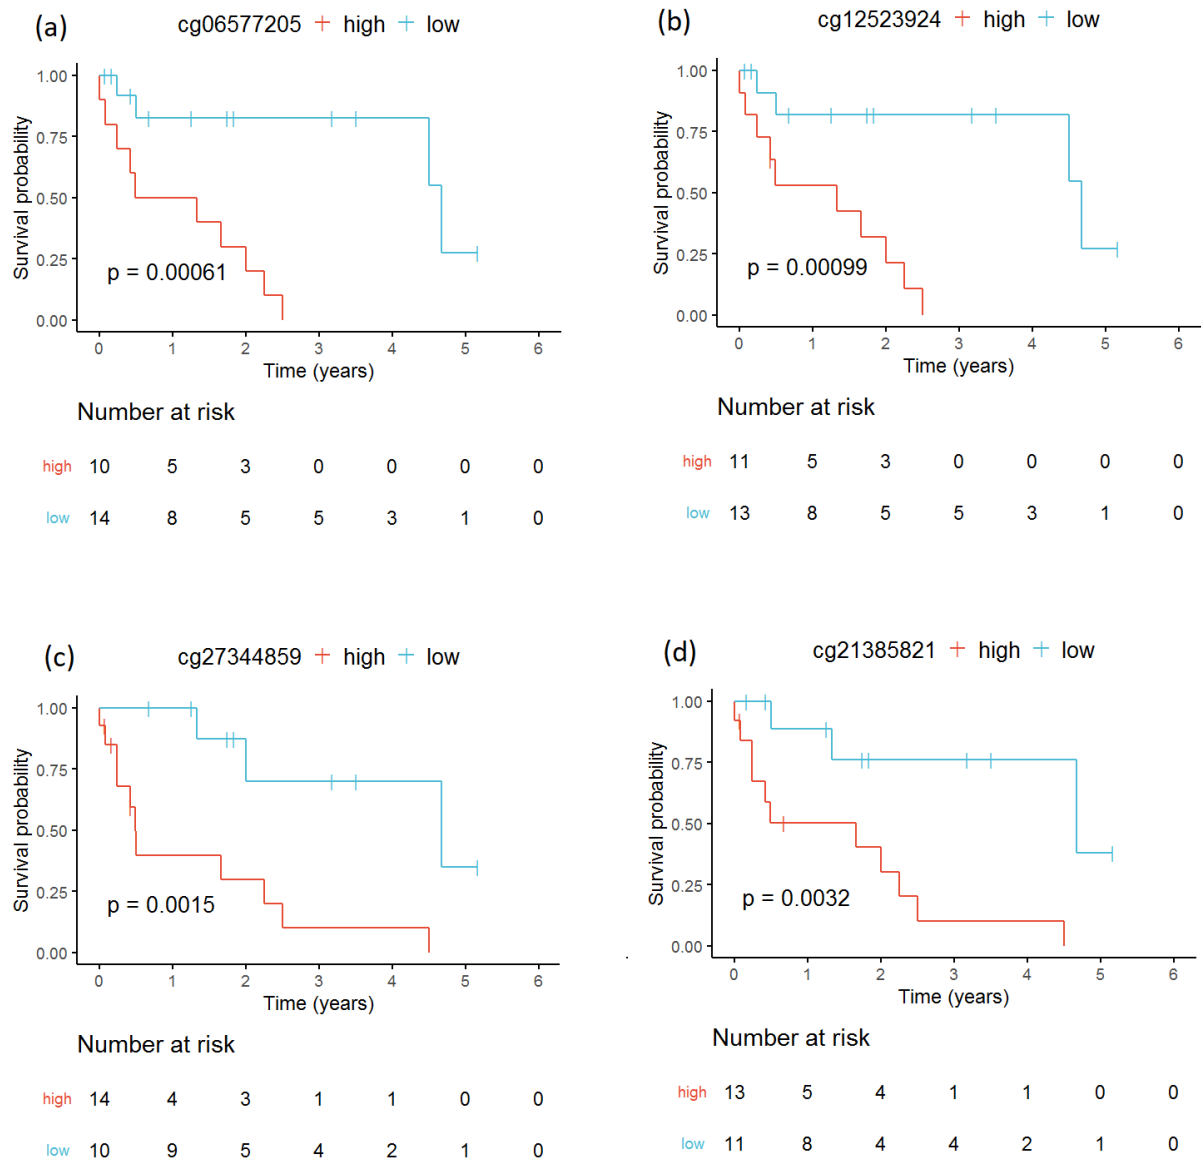 (a) cg06577205 high low
1.00
0.75
0.50
0.25
0.00
Survival probability
p = 0.00061
0 1 2 3 4 5 6
Time (years)
Number at risk
high 10 5 3 0 0 0 0
low 14 8 5 5 3 1 0
(b) cg12523924 high low
1.00
0.75
0.50
0.25
0.00
Survival probability
p = 0.00099
0 1 2 3 4 5 6
Time (years)
Number at risk
high 11 5 3 0 0 0 0
low 13 8 5 5 3 1 0
(c) cg27344859 high low
1.00
0.75
0.50
0.25
0.00
Survival probability
p = 0.0015
0 1 2 3 4 5 6
Time (years)
Number at risk
high 14 4 3 1 1 0 0
low 10 9 5 4 2 1 0
(d) cg21385821 high low
1.00
0.75
0.50
0.25
0.00
Survival probability
p = 0.0032
0 1 2 3 4 5 6
Time (years)
Number at risk
high 13 5 4 1 1 0 0
low 11 8 4 4 2 1 0